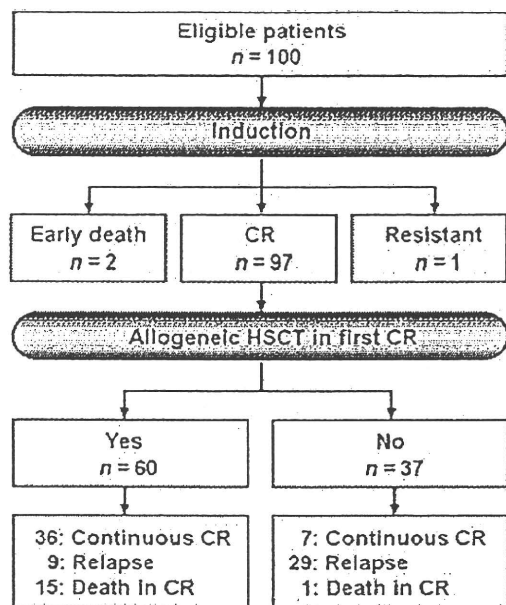 Eligible patients
n = 100
Induction
Early death
n = 2
CR
n = 97
Resistant
n = 1
Allogeneic HSCT in first CR
Yes
n = 60
No
n = 37
36: Continuous CR
9: Relapse
15: Death in CR
7: Continuous CR
29: Relapse
1: Death in CR